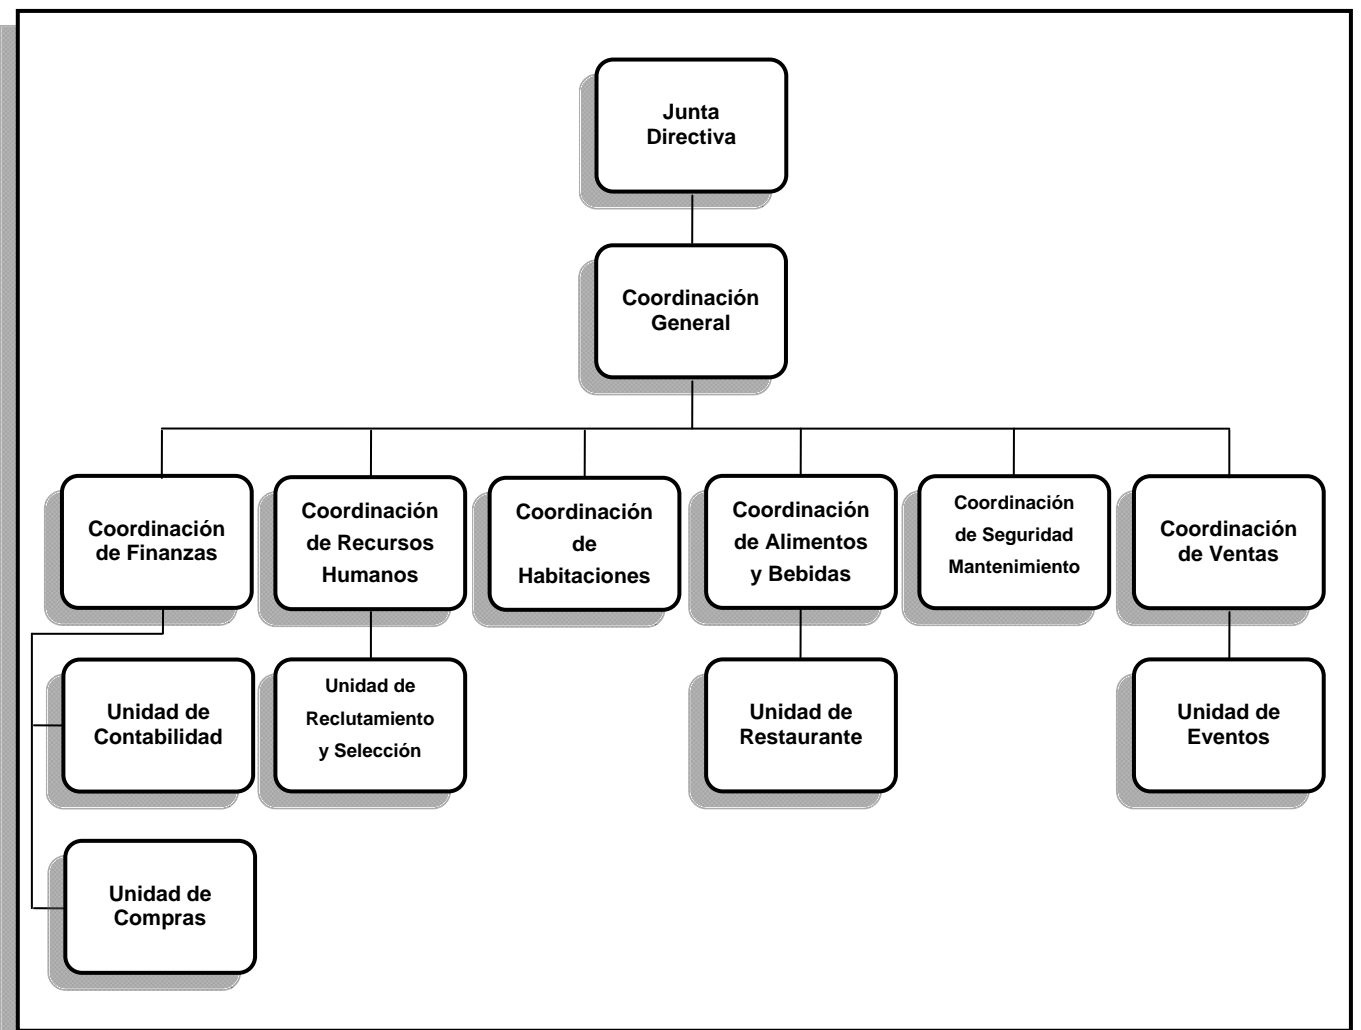 Junta
Directiva
Coordinación
General
Coordinación
de Finanzas
Coordinación
de Recursos
Humanos
Coordinación
de
Habitaciones
Coordinación
de Alimentos
y Bebidas
Coordinación
de Seguridad
Mantenimiento
Coordinación
de Ventas
Unidad de
Contabilidad
Unidad de
Reclutamiento
y Selección
Unidad de
Restaurante
Unidad de
Eventos
Unidad de
Compras